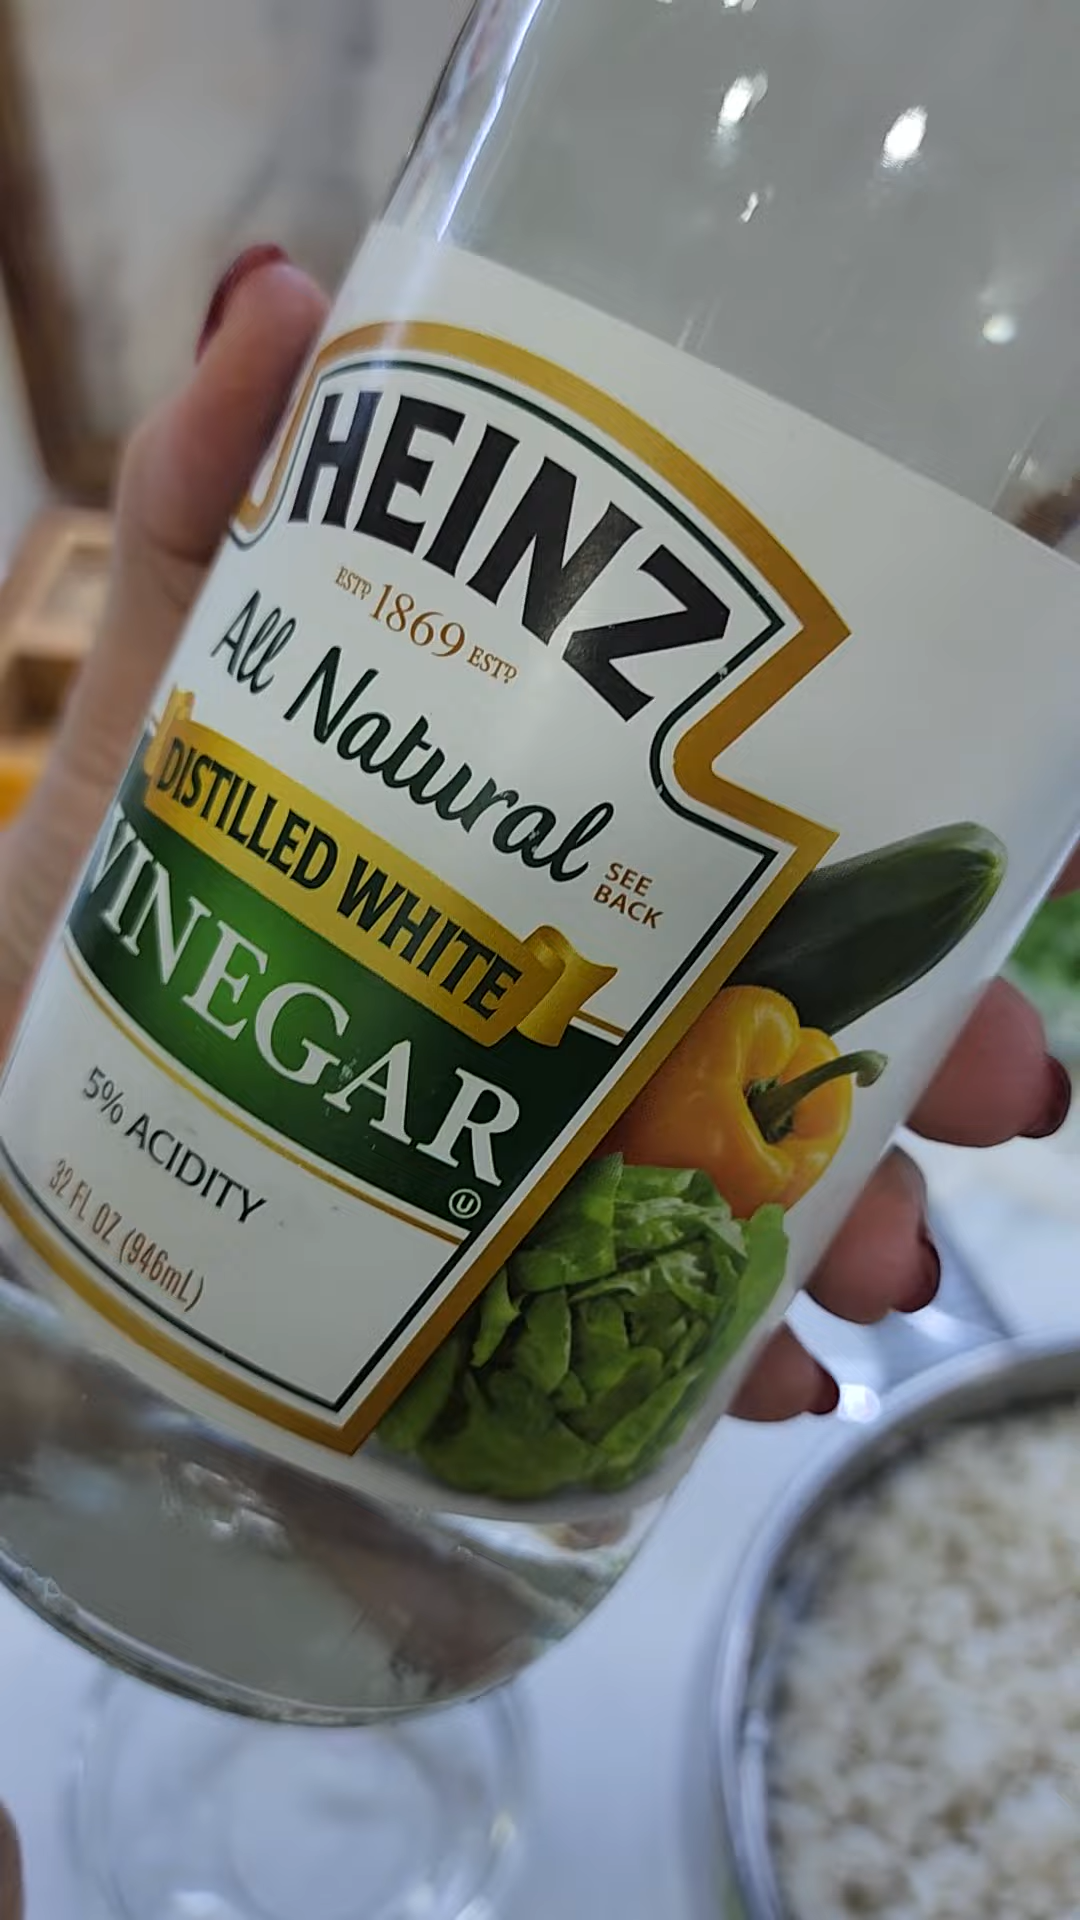 HEINZ
ESTD 1869 ESTD
All Natural
SEE
BACK
DISTILLED WHITE
VINEGAR
U
5% ACIDITY
32 FL OZ (946mL)